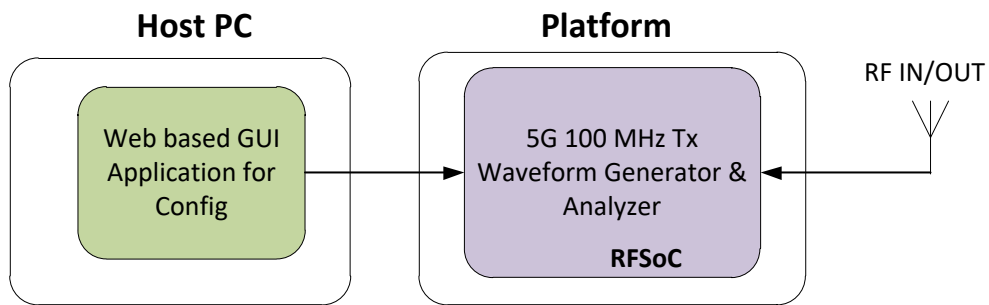 Host PC
Platform
RF IN/OUT
Web based GUI
Application for
Config
5G 100 MHz Tx
Waveform Generator &
Analyzer
RFSoC